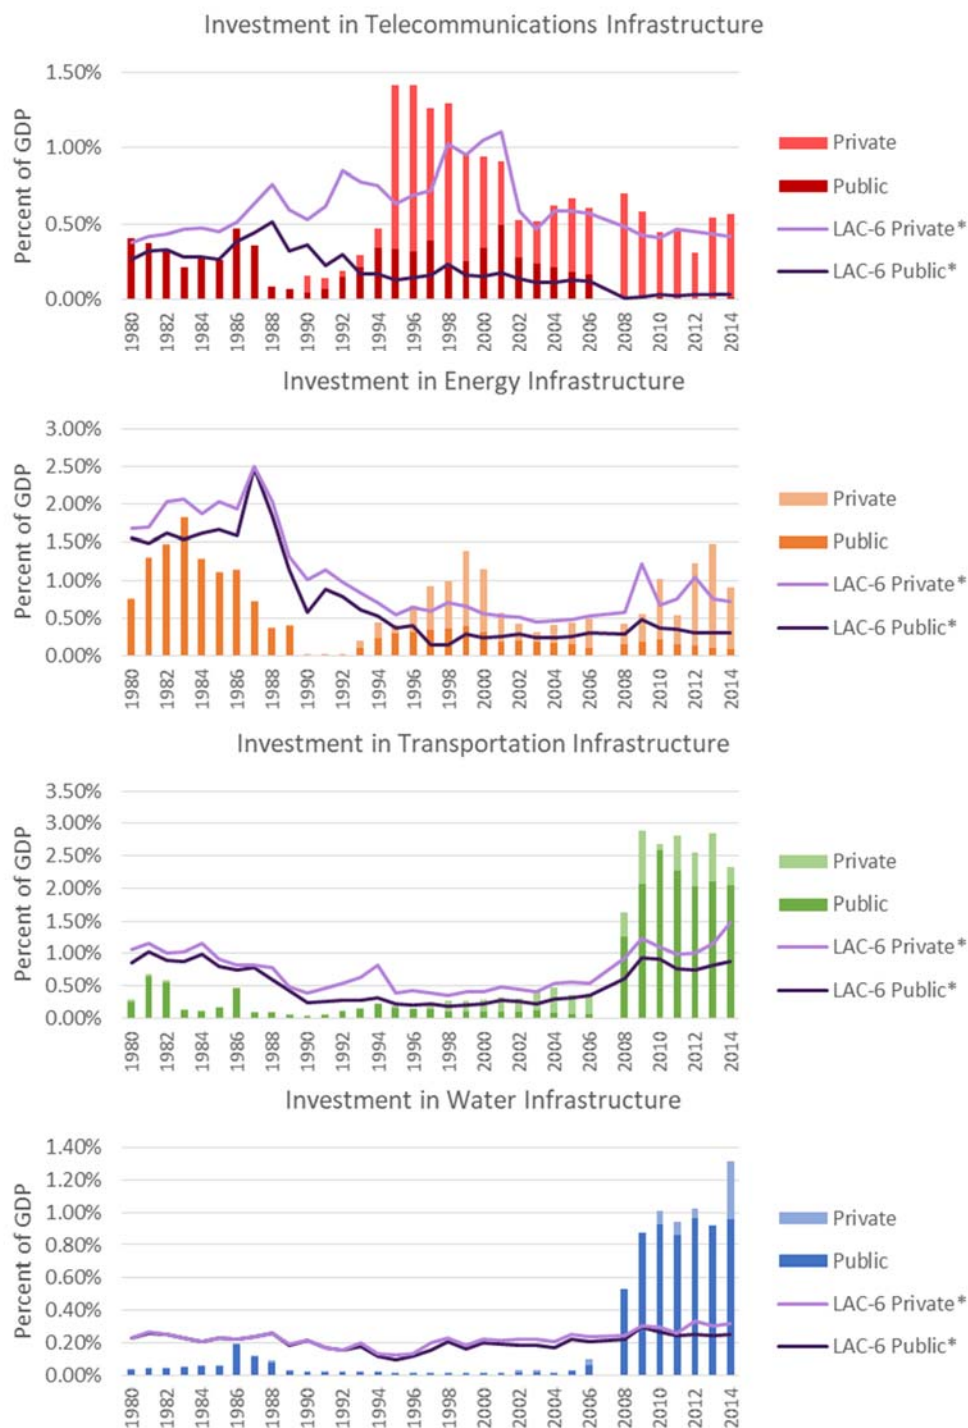 Investment in Telecommunications Infrastructure
Percent of GDP
1.50%
1.00%
0.50%
0.00%
1980 1982 1984 1986 1988 1990 1992 1994 1996 1998 2000 2002 2004 2006 2008 2010 2012 2014
Private
Public
LAC-6 Private*
LAC-6 Public*
Investment in Energy Infrastructure
Percent of GDP
3.00%
2.50%
2.00%
1.50%
1.00%
0.50%
0.00%
1980 1982 1984 1986 1988 1990 1992 1994 1996 1998 2000 2002 2004 2006 2008 2010 2012 2014
Private
Public
LAC-6 Private*
LAC-6 Public*
Investment in Transportation Infrastructure
Percent of GDP
3.50%
3.00%
2.50%
2.00%
1.50%
1.00%
0.50%
0.00%
1980 1982 1984 1986 1988 1990 1992 1994 1996 1998 2000 2002 2004 2006 2008 2010 2012 2014
Private
Public
LAC-6 Private*
LAC-6 Public*
Investment in Water Infrastructure
Percent of GDP
1.40%
1.20%
1.00%
0.80%
0.60%
0.40%
0.20%
0.00%
1980 1982 1984 1986 1988 1990 1992 1994 1996 1998 2000 2002 2004 2006 2008 2010 2012 2014
Private
Public
LAC-6 Private*
LAC-6 Public*